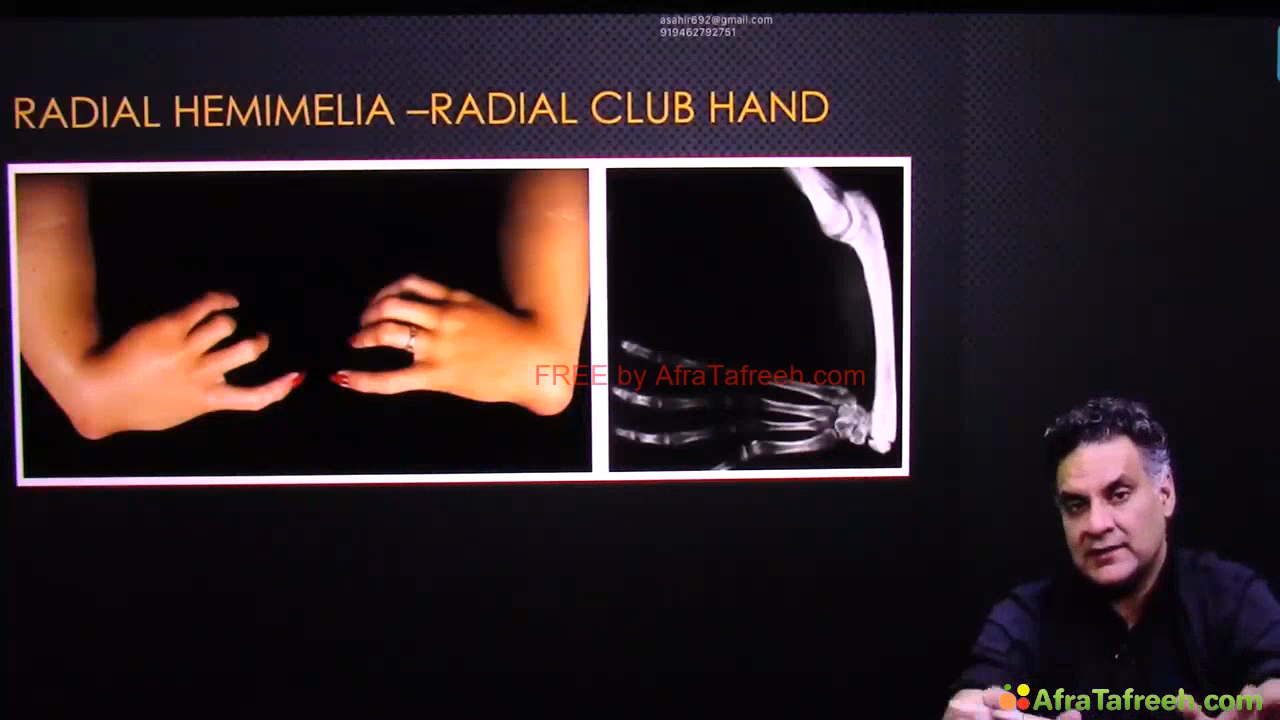 asahir692@gmail.com
919462792751
RADIAL HEMIMELIA –RADIAL CLUB HAND
FREE by AfraTafreeh.com
AfraTafreeh.com